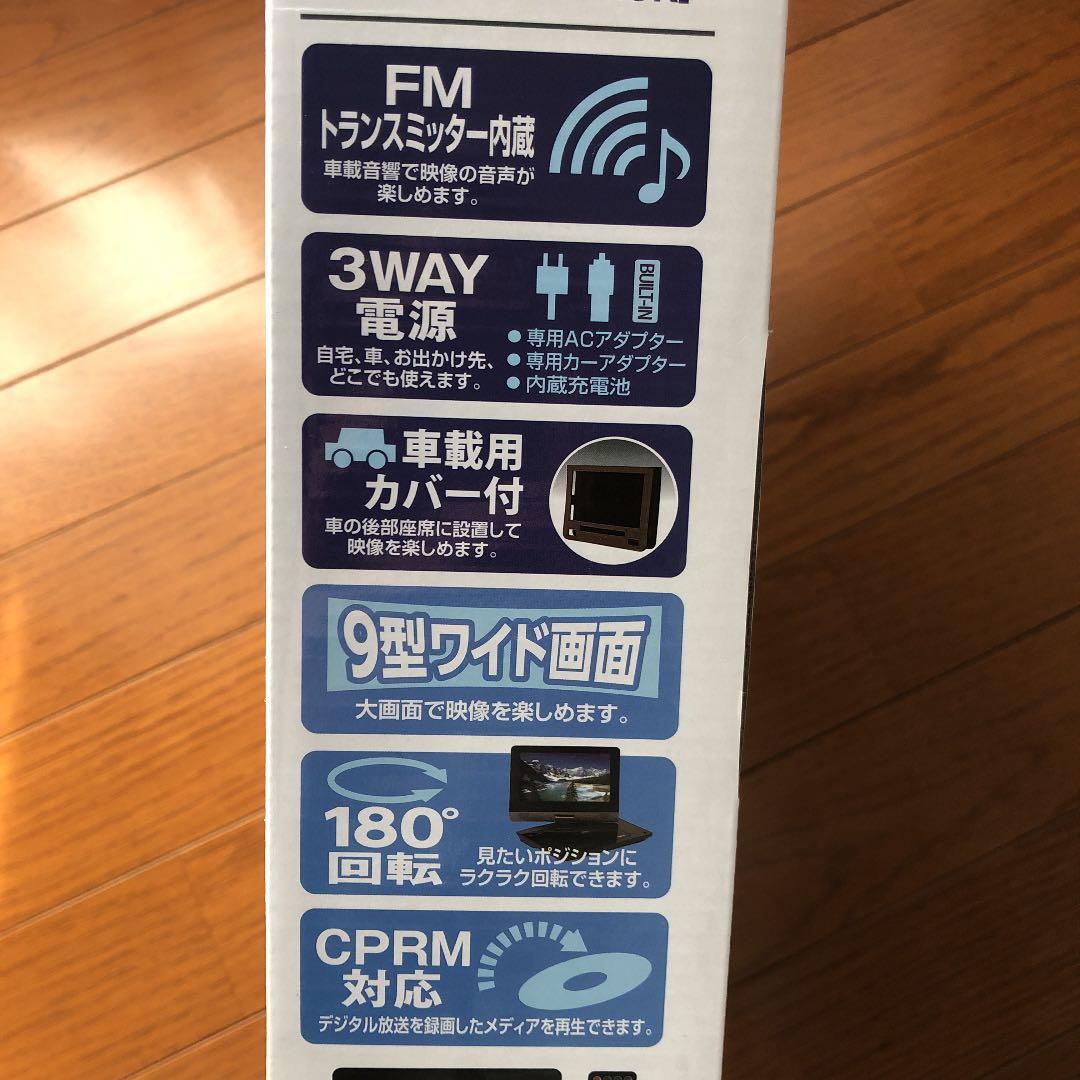 FM
トランスミッター内蔵
車載音響で映像の音声が
楽しめます。
3WAY
電源
自宅、車、お出かけ先、
どこでも使えます。
BUILT-IN
● 専用ACアダプター
● 専用カーアダプター
● 内蔵充電池
車載用
カバー付
車の後部座席に設置して
映像を楽しめます。
9型ワイド画面
大画面で映像を楽しめます。
180°
回転
見たいポジションに
ラクラク回転できます。
CPRM
対応
デジタル放送を録画したメディアを再生できます。